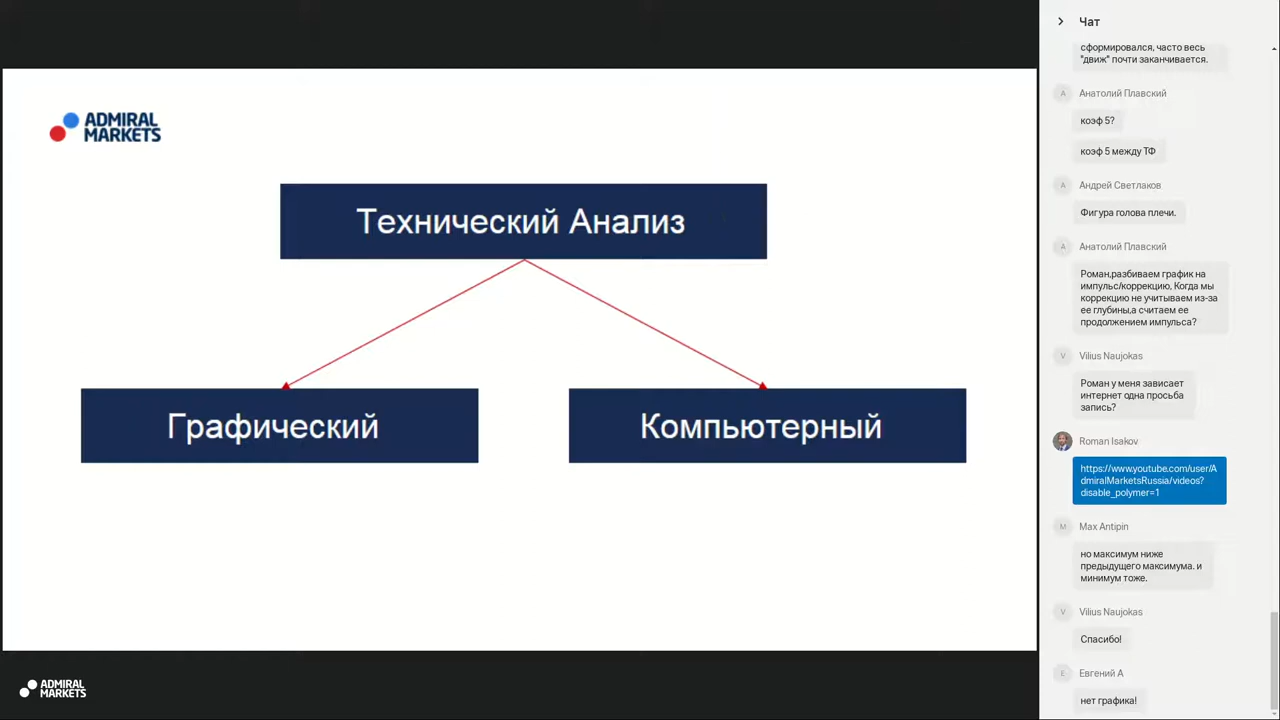 ADMIRAL
MARKETS
Технический Анализ
Графический
Компьютерный
ADMIRAL
MARKETS
Чат
сформировался, часто весь
"движ" почти заканчивается.
А
Анатолий Плавский
коэф 5?
коэф 5 между ТФ
А
Андрей Светлаков
Фигура голова плечи.
А
Анатолий Плавский
Роман,разбиваем график на
импульс/коррекцию, Когда мы
коррекцию не учитываем из-за
ее глубины,а считаем ее
продолжением импульса?
V
Vilius Naujokas
Роман у меня зависает
интернет одна просьба
запись?
Roman Isakov
https://www.youtube.com/user/A
dmiralMarketsRussia/videos?
disable_polymer=1
M
Max Antipin
но максимум ниже
предыдущего максимума. и
минимум тоже.
V
Vilius Naujokas
Спасибо!
Е
Евгений А
нет графика!